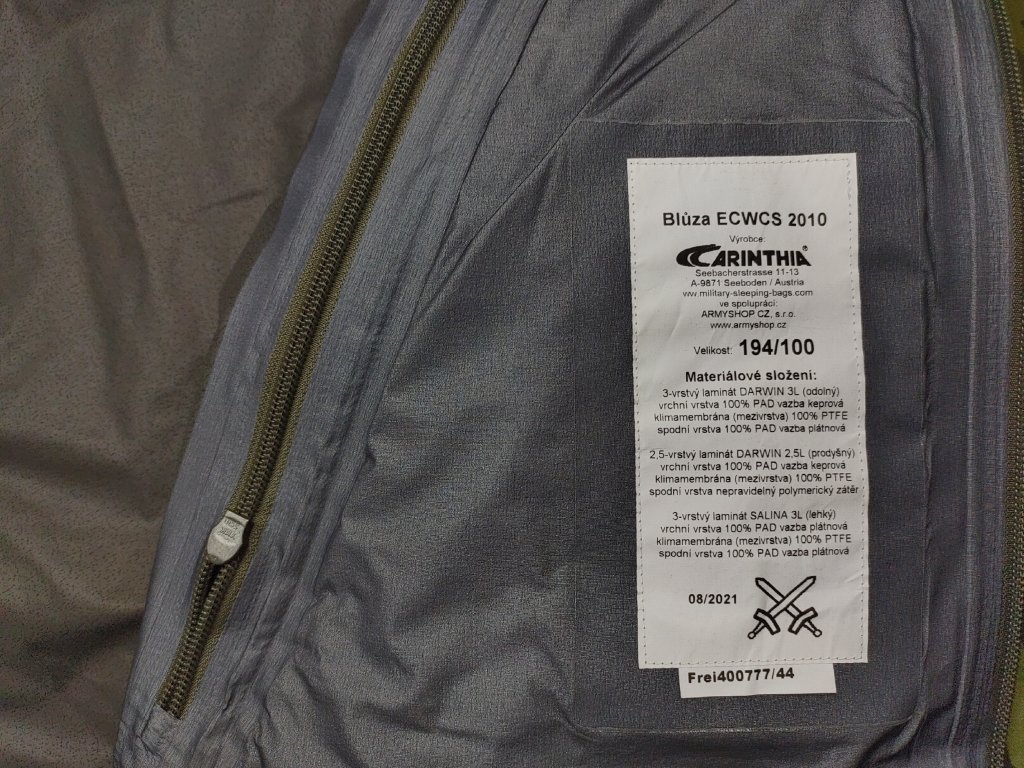 Blůza ECWCS 2010
Výrobce:
CARINTHIA®
Seebacherstrasse 11-13
A-9871 Seeboden / Austria
www.military-sleeping-bags.com
ve spolupráci:
ARMYSHOP CZ, s.r.o.
www.armyshop.cz
Velikost: 194/100
Materiálové složení:
3-vrstvý laminát DARWIN 3L (odolný)
vrchní vrstva 100% PAD vazba keprová
klimamembrána (mezivrstva) 100% PTFE
spodní vrstva 100% PAD vazba plátnová
2,5-vrstvý laminát DARWIN 2,5L (prodyšný)
vrchní vrstva 100% PAD vazba keprová
klimamembrána (mezivrstva) 100% PTFE
spodní vrstva nepravidelný polymerický zátěr
3-vrstvý laminát SALINA 3L (lehký)
vrchní vrstva 100% PAD vazba plátnová
klimamembrána (mezivrstva) 100% PTFE
spodní vrstva 100% PAD vazba plátnová
08/2021
Frei400777/44